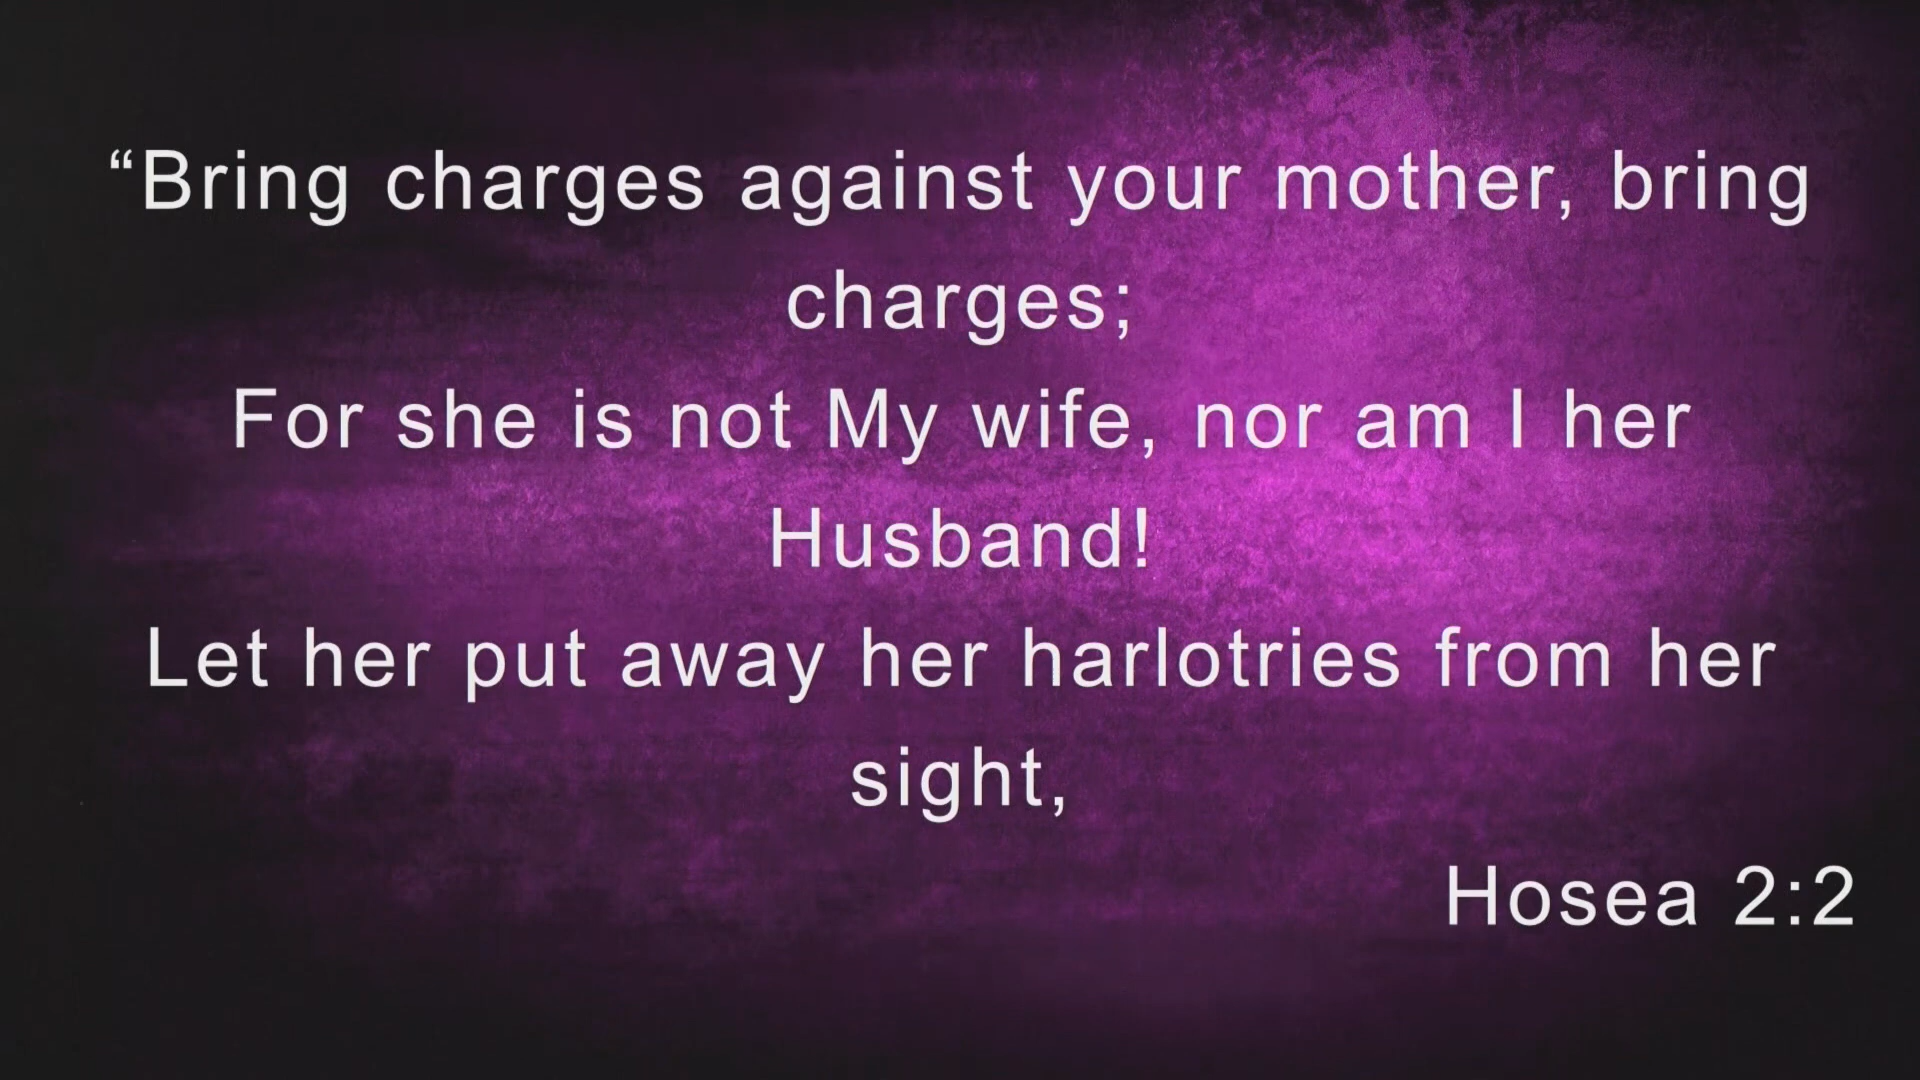 “Bring charges against your mother, bring
charges;
For she is not My wife, nor am I her
Husband!
Let her put away her harlotries from her
sight,
Hosea 2:2